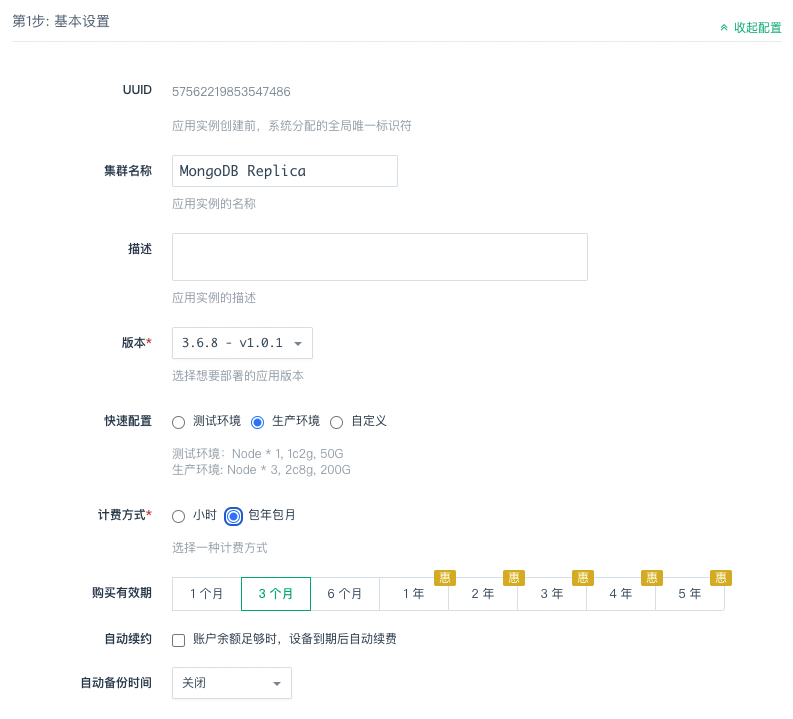 第1步: 基本设置
收起配置
UUID 57562219853547486
应用实例创建前，系统分配的全局唯一标识符
集群名称 MongoDB Replica
应用实例的名称
描述
应用实例的描述
版本* 3.6.8 - v1.0.1
选择想要部署的应用版本
快速配置 测试环境 生产环境 自定义
测试环境：Node * 1, 1c2g, 50G
生产环境: Node * 3, 2c8g, 200G
计费方式* 小时 包年包月
选择一种计费方式
惠 惠 惠 惠 惠
购买有效期 1 个月 3 个月 6 个月 1 年 2 年 3 年 4 年 5 年
自动续约 账户余额足够时，设备到期后自动续费
自动备份时间 关闭